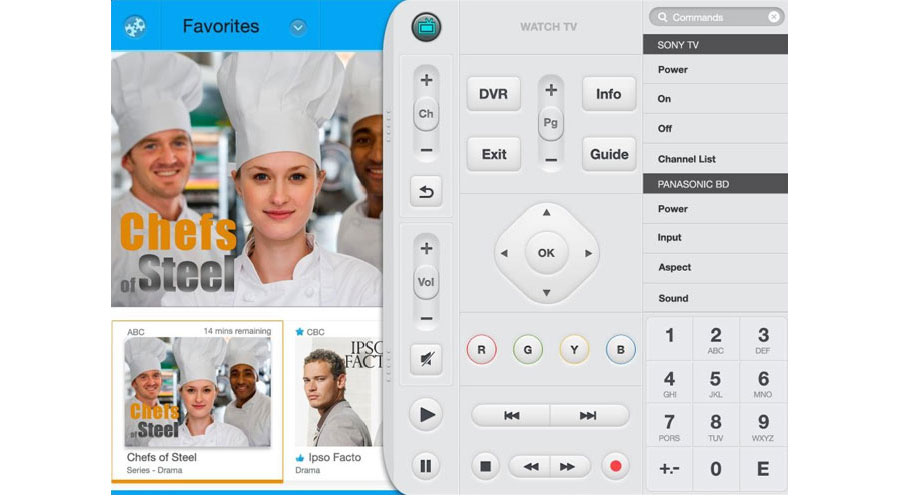 Favorites
Chefs
of Steel
ABC
14 mins remaining
Chefs
of Steel
Chefs of Steel
Series - Drama
CBC
IPSO
FACT
Ipso Facto
Drama
+
Ch
−
+
Vol
−
WATCH TV
DVR
+
Pg
−
Info
Exit
Guide
OK
R
G
Y
B
Commands
SONY TV
Power
On
Off
Channel List
PANASONIC BD
Power
Input
Aspect
Sound
1 2 3
ABC DEF
4 5 6
GHI JKL MNO
7 8 9
PQRS TUV WXYZ
+.- 0 E